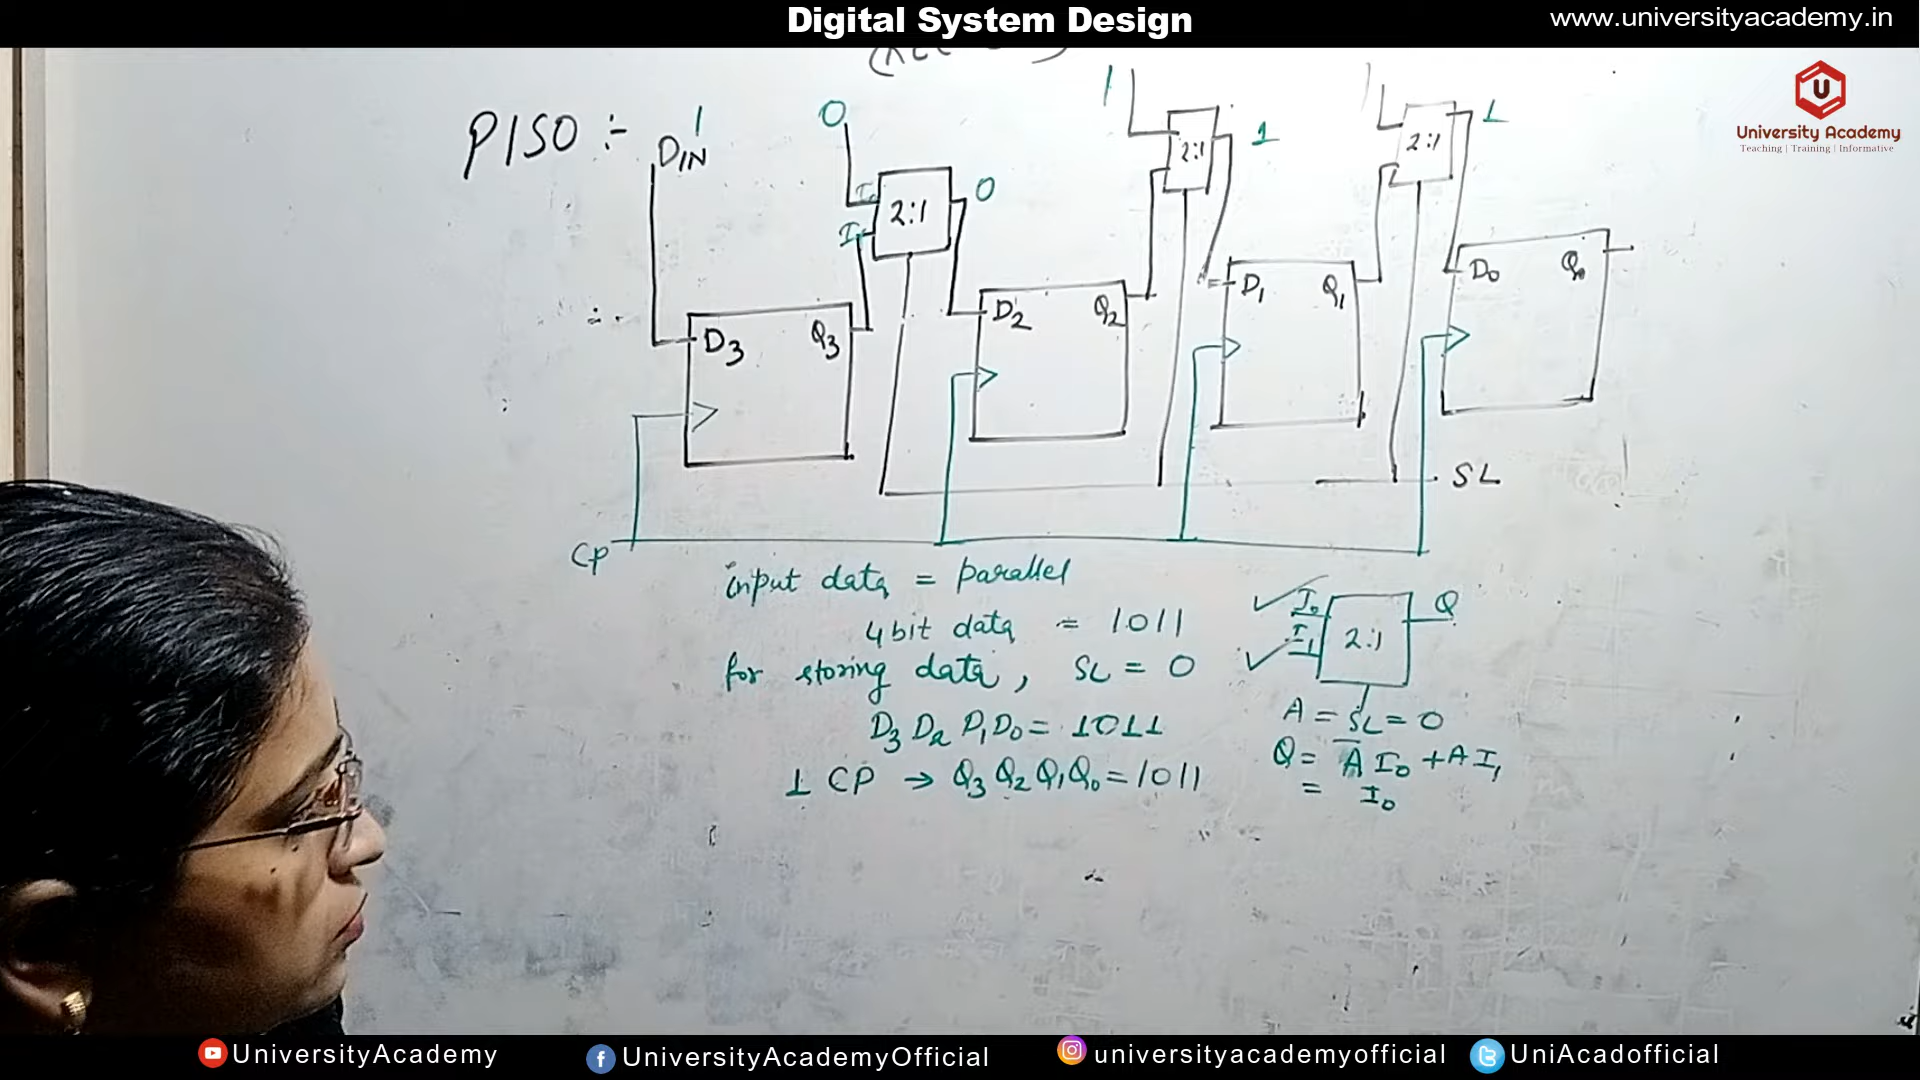 Digital System Design
www.universityacademy.in
University Academy
Teaching | Training | Informative
PISO :-
DIN
1
0
I0
I1
2:1
0
1
2:1
1
1
2:1
1
D3 Q3
D2 Q2
D1 Q1
D0 Q0
SL
CP
input data = parallel
4 bit data = 1011
for storing data, SL = 0
D3 D2 D1 D0 = 1011
1 CP → Q3 Q2 Q1 Q0 = 1011
I0
I1
2:1
Q
A = SL = 0
Q = A̅ I0 + A I1
= I0
UniversityAcademy
UniversityAcademyOfficial
universityacademyofficial
UniAcadofficial